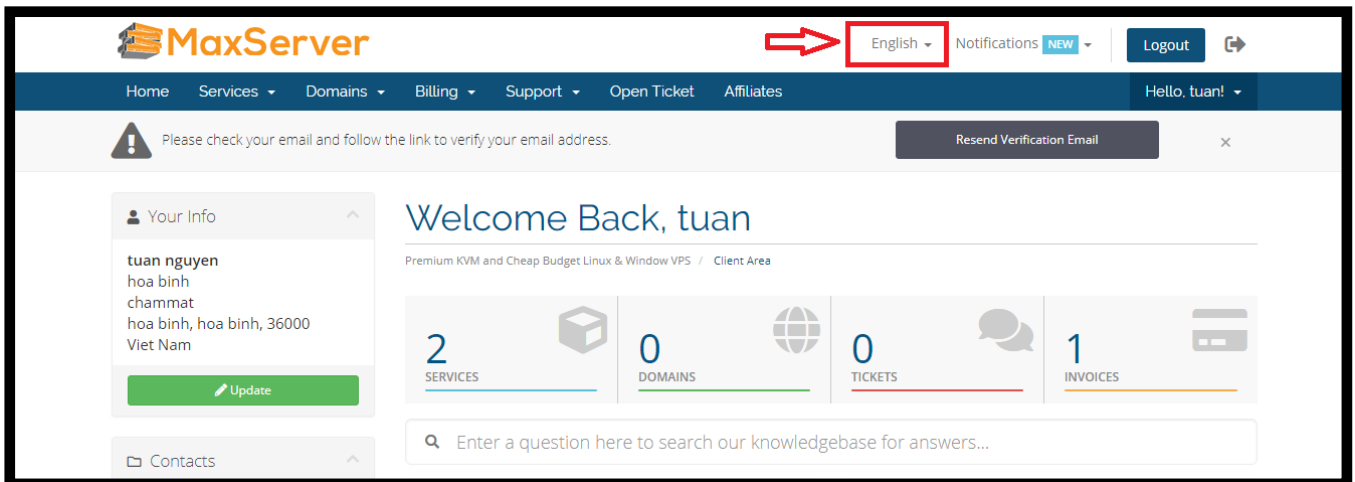 MaxServer
English
Notifications NEW
Logout
Home Services Domains Billing Support Open Ticket Affiliates Hello, tuan!
Please check your email and follow the link to verify your email address.
Resend Verification Email
Your Info
tuan nguyen
hoa binh
chammat
hoa binh, hoa binh, 36000
Viet Nam
Update
Contacts
Welcome Back, tuan
Premium KVM and Cheap Budget Linux & Window VPS / Client Area
2
SERVICES
0
DOMAINS
0
TICKETS
1
INVOICES
Enter a question here to search our knowledgebase for answers...